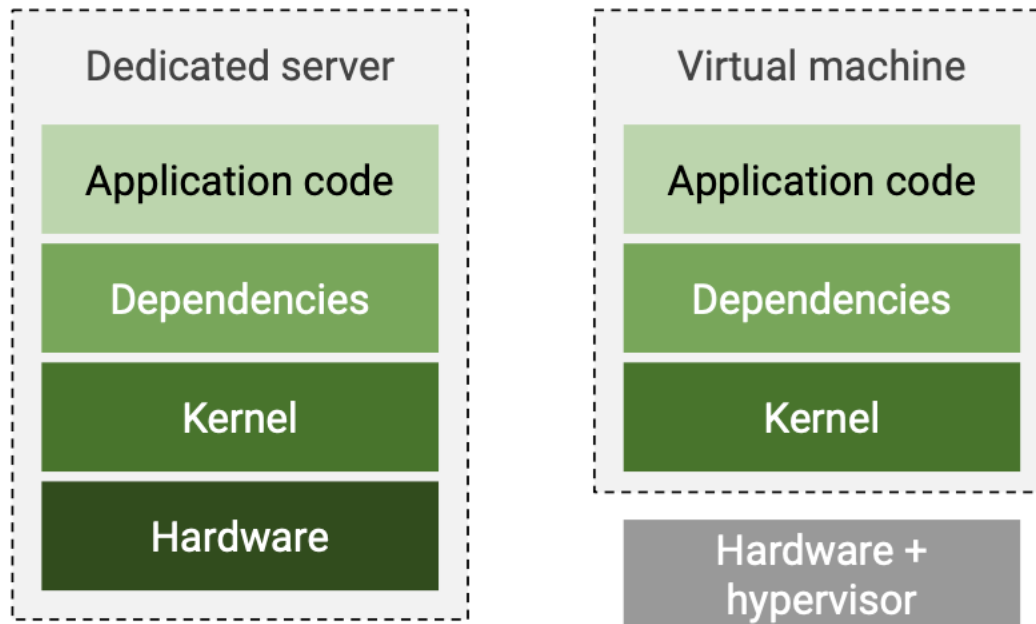 Dedicated server
Application code
Dependencies
Kernel
Hardware
Virtual machine
Application code
Dependencies
Kernel
Hardware +
hypervisor